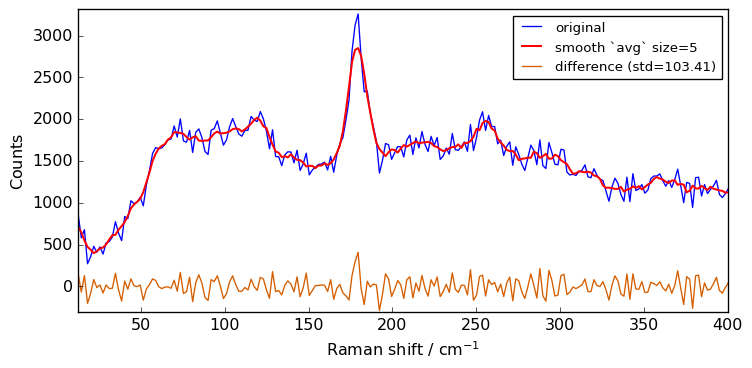 3000
2500
2000
1500
1000
500
0
Counts
original
smooth `avg` size=5
difference (std=103.41)
50 100 150 200 250 300 350 400
Raman shift / cm⁻¹